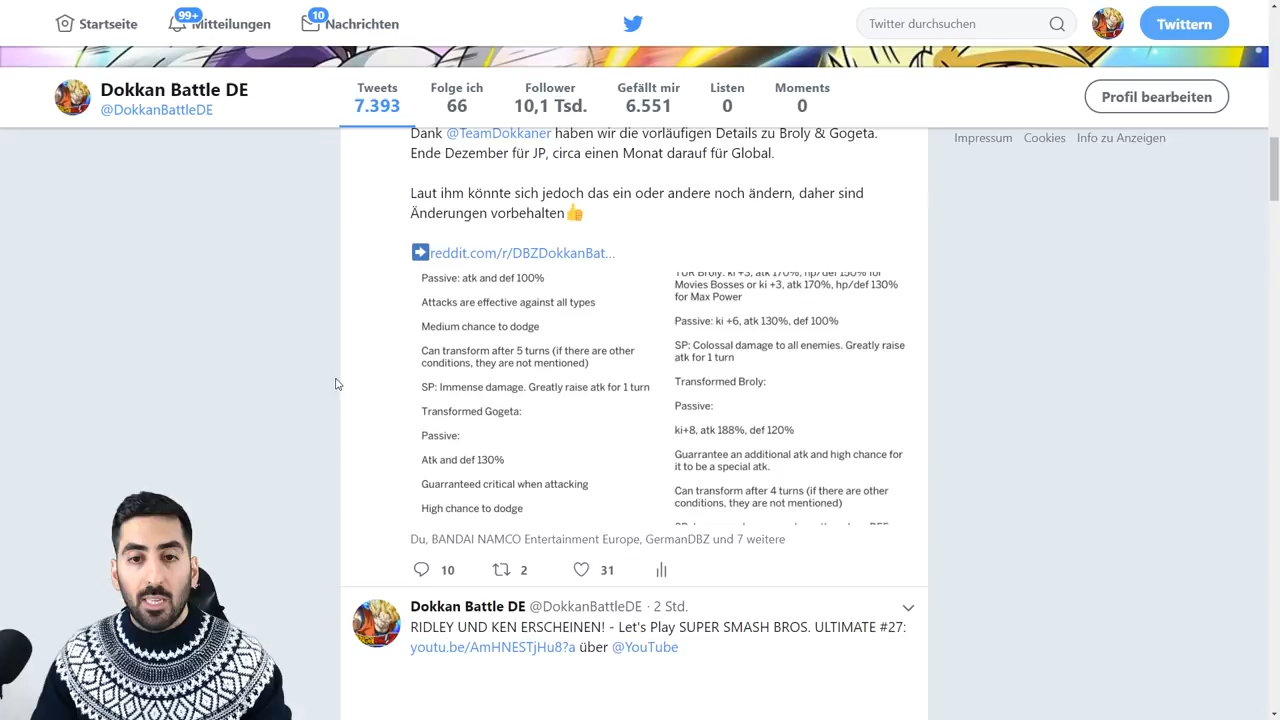 Startseite
99+
Mitteilungen
10
Nachrichten
Twitter durchsuchen
Twittern
Dokkan Battle DE
@DokkanBattleDE
Tweets
7.393
Folge ich
66
Follower
10,1 Tsd.
Gefällt mir
6.551
Listen
0
Moments
0
Profil bearbeiten
Impressum Cookies Info zu Anzeigen
Dank @TeamDokkaner haben wir die vorläufigen Details zu Broly & Gogeta.
Ende Dezember für JP, circa einen Monat darauf für Global.
Laut ihm könnte sich jedoch das ein oder andere noch ändern, daher sind
Änderungen vorbehalten👍
➡reddit.com/r/DBZDokkanBat...
Passive: atk and def 100%
Attacks are effective against all types
Medium chance to dodge
Can transform after 5 turns (if there are other
conditions, they are not mentioned)
SP: Immense damage. Greatly raise atk for 1 turn
Transformed Gogeta:
Passive:
Atk and def 130%
Guarranteed critical when attacking
High chance to dodge
TUR Broly: ki +3, atk 170%, hp/def 130% for
Movies Bosses or ki +3, atk 170%, hp/def 130%
for Max Power
Passive: ki +6, atk 130%, def 100%
SP: Colossal damage to all enemies. Greatly raise
atk for 1 turn
Transformed Broly:
Passive:
ki+8, atk 188%, def 120%
Guarrantee an additional atk and high chance for
it to be a special atk.
Can transform after 4 turns (if there are other
conditions, they are not mentioned)
Du, BANDAI NAMCO Entertainment Europe, GermanDBZ und 7 weitere
10 2 31
Dokkan Battle DE @DokkanBattleDE · 2 Std.
RIDLEY UND KEN ERSCHEINEN! - Let's Play SUPER SMASH BROS. ULTIMATE #27:
youtu.be/AmHNESTjHu8?a über @YouTube